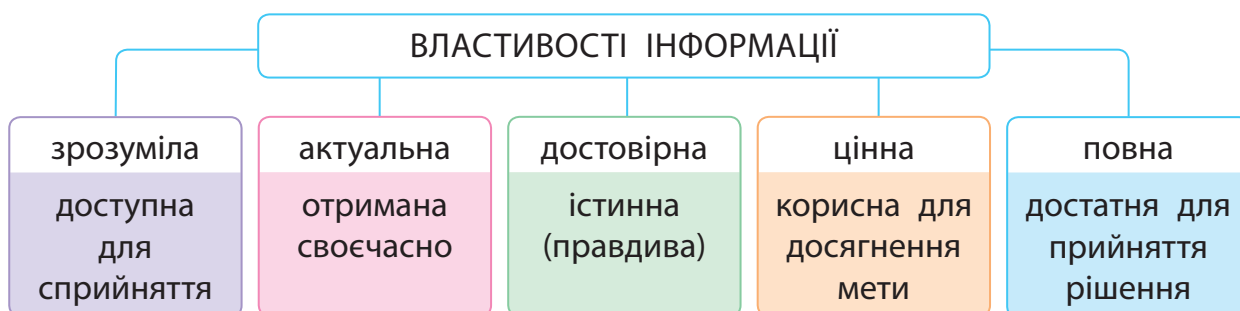 ВЛАСТИВОСТІ ІНФОРМАЦІЇ
зрозуміла
доступна
для
сприйняття
актуальна
отримана
своєчасно
достовірна
істинна
(правдива)
цінна
корисна для
досягнення
мети
повна
достатня для
прийняття
рішення